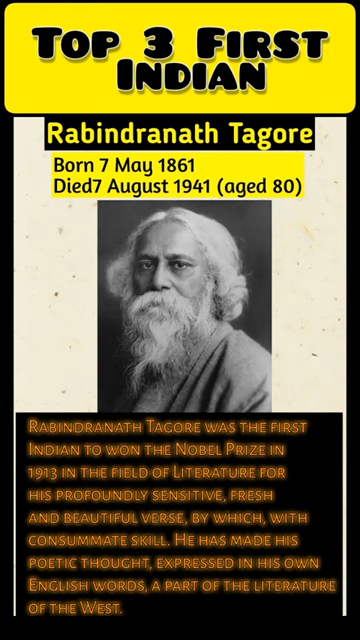 Top 3 First
Indian
Rabindranath Tagore
Born 7 May 1861
Died7 August 1941 (aged 80)
Rabindranath Tagore was the first
Indian to won the Nobel Prize in
1913 in the field of Literature for
his profoundly sensitive, fresh
and beautiful verse, by which, with
consummate skill. He has made his
poetic thought, expressed in his own
English words, a part of the literature
of the West.